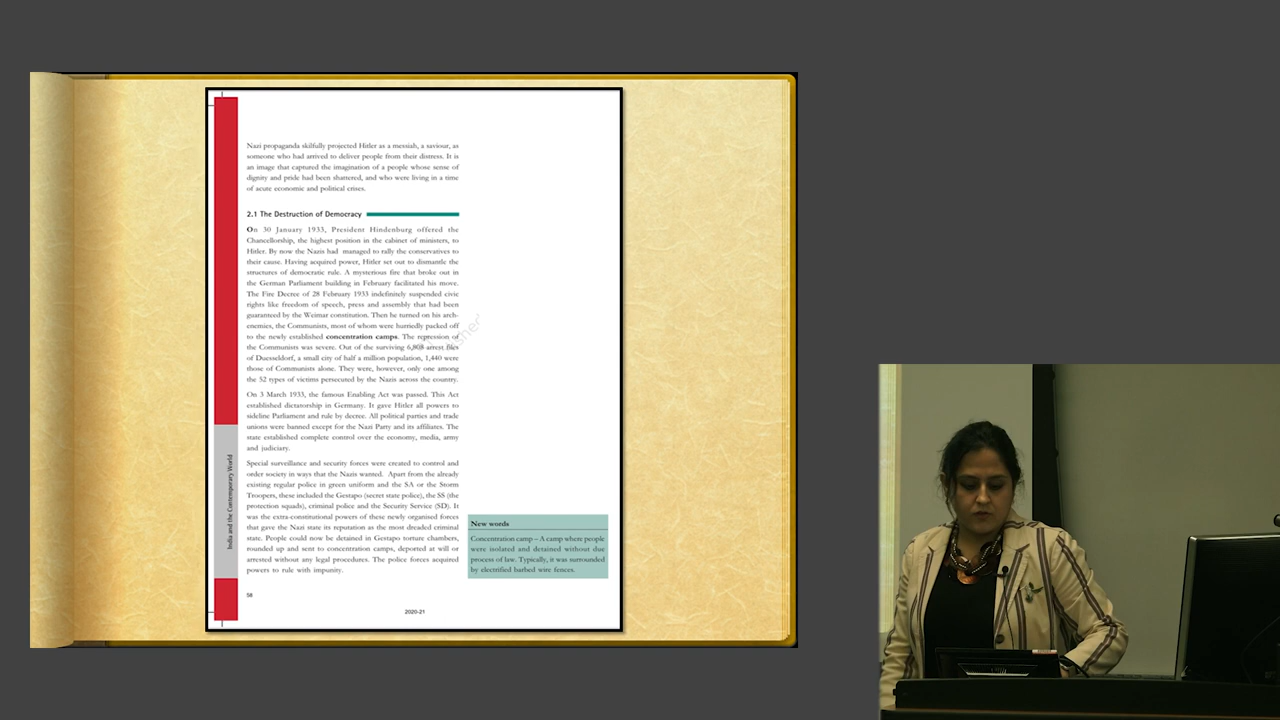 Nazi propaganda skilfully projected Hitler as a messiah, a saviour, as
someone who had arrived to deliver people from their distress. It is
an image that captured the imagination of a people whose sense of
dignity and pride had been shattered, and who were living in a time
of acute economic and political crises.
2.1 The Destruction of Democracy
On 30 January 1933, President Hindenburg offered the
Chancellorship, the highest position in the cabinet of ministers, to
Hitler. By now the Nazis had managed to rally the conservatives to
their cause. Having acquired power, Hitler set out to dismantle the
structures of democratic rule. A mysterious fire that broke out in
the German Parliament building in February facilitated his move.
The Fire Decree of 28 February 1933 indefinitely suspended civic
rights like freedom of speech, press and assembly that had been
guaranteed by the Weimar constitution. Then he turned on his arch-
enemies, the Communists, most of whom were hurriedly packed off
to the newly established concentration camps. The repression of
the Communists was severe. Out of the surviving 6,808 arrest files
of Duesseldorf, a small city of half a million population, 1,440 were
those of Communists alone. They were, however, only one among
the 52 types of victims persecuted by the Nazis across the country.
On 3 March 1933, the famous Enabling Act was passed. This Act
established dictatorship in Germany. It gave Hitler all powers to
sideline Parliament and rule by decree. All political parties and trade
unions were banned except for the Nazi Party and its affiliates. The
state established complete control over the economy, media, army
and judiciary.
Special surveillance and security forces were created to control and
order society in ways that the Nazis wanted. Apart from the already
existing regular police in green uniform and the SA or the Storm
Troopers, these included the Gestapo (secret state police), the SS (the
protection squads), criminal police and the Security Service (SD). It
was the extra-constitutional powers of these newly organised forces
that gave the Nazi state its reputation as the most dreaded criminal
state. People could now be detained in Gestapo torture chambers,
rounded up and sent to concentration camps, deported at will or
arrested without any legal procedures. The police forces acquired
powers to rule with impunity.
New words
Concentration camp – A camp where people
were isolated and detained without due
process of law. Typically, it was surrounded
by electrified barbed wire fences.
India and the Contemporary World
58
2020-21